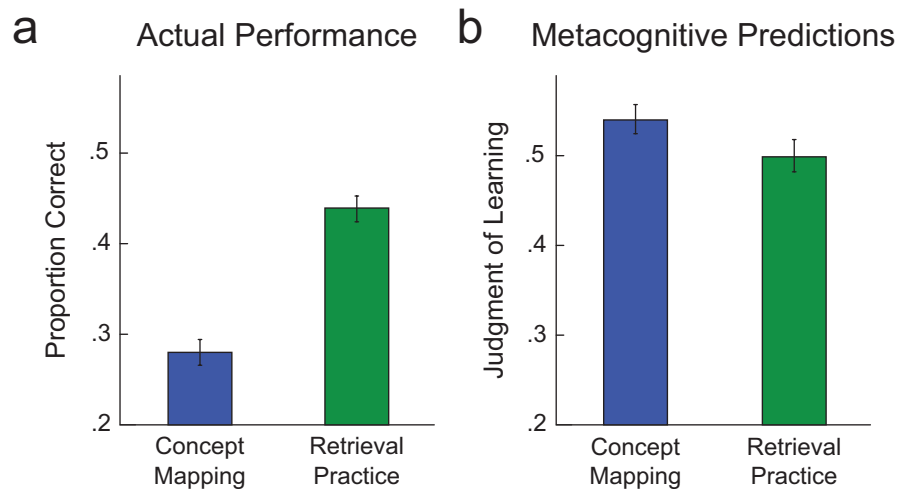 a Actual Performance
Proportion Correct
.5
.4
.3
.2
Concept
Mapping
Retrieval
Practice
b Metacognitive Predictions
Judgment of Learning
.5
.4
.3
.2
Concept
Mapping
Retrieval
Practice